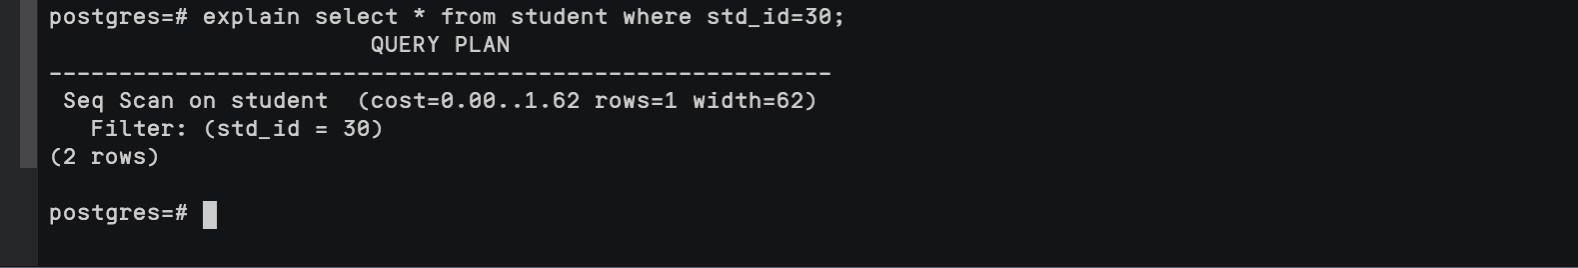 postgres=# explain select * from student where std_id=30;
QUERY PLAN
--------------------------------------------------------
Seq Scan on student  (cost=0.00..1.62 rows=1 width=62)
Filter: (std_id = 30)
(2 rows)
postgres=#